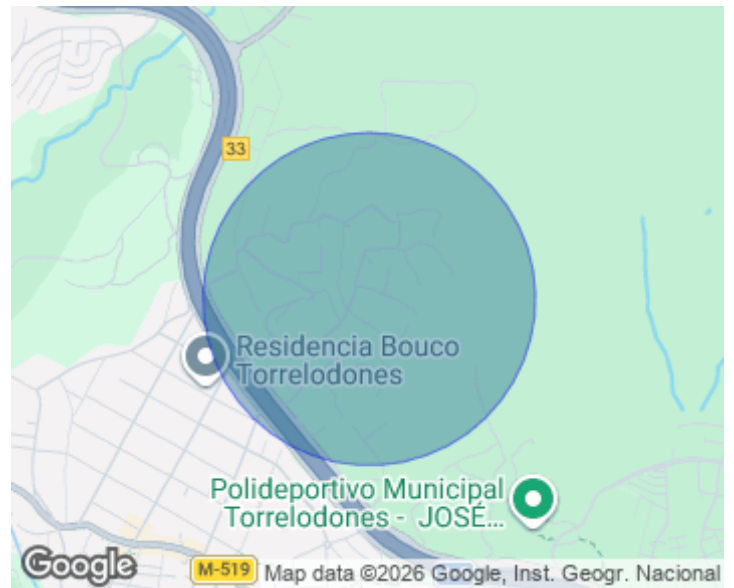 33
Residencia Bouco
Torrelodones
Polideportivo Municipal
Torrelodones - JOSÉ...
Google
M-519
Map data ©2026 Google, Inst. Geogr. Nacional